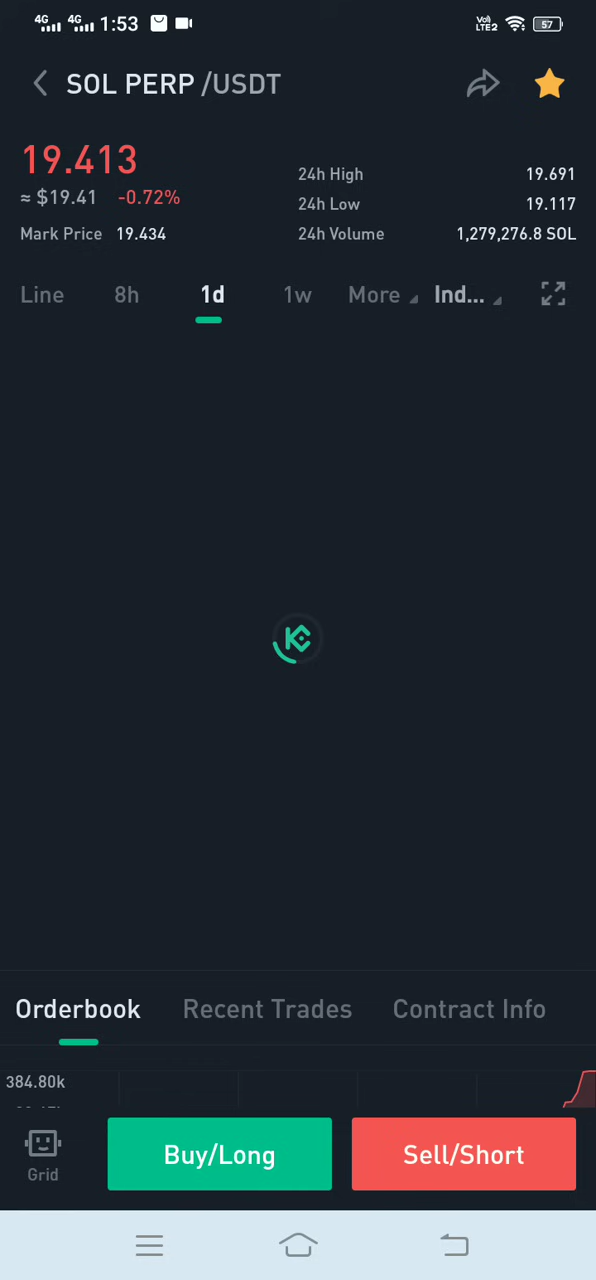 4G 4G 1:53 VoI) LTE2 57
SOL PERP /USDT
19.413
≈ $19.41 -0.72%
Mark Price 19.434
24h High 19.691
24h Low 19.117
24h Volume 1,279,276.8 SOL
Line 8h 1d 1w More Ind...
Orderbook Recent Trades Contract Info
384.80k
Grid
Buy/Long
Sell/Short